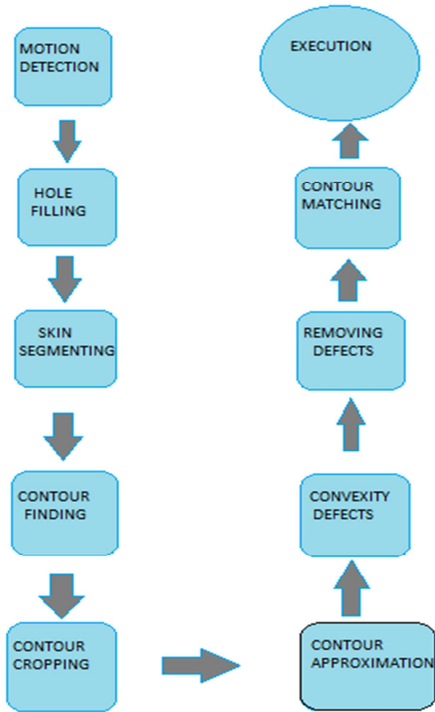 MOTION
DETECTION
HOLE
FILLING
SKIN
SEGMENTING
CONTOUR
FINDING
CONTOUR
CROPPING
CONTOUR
APPROXIMATION
CONVEXITY
DEFECTS
REMOVING
DEFECTS
CONTOUR
MATCHING
EXECUTION